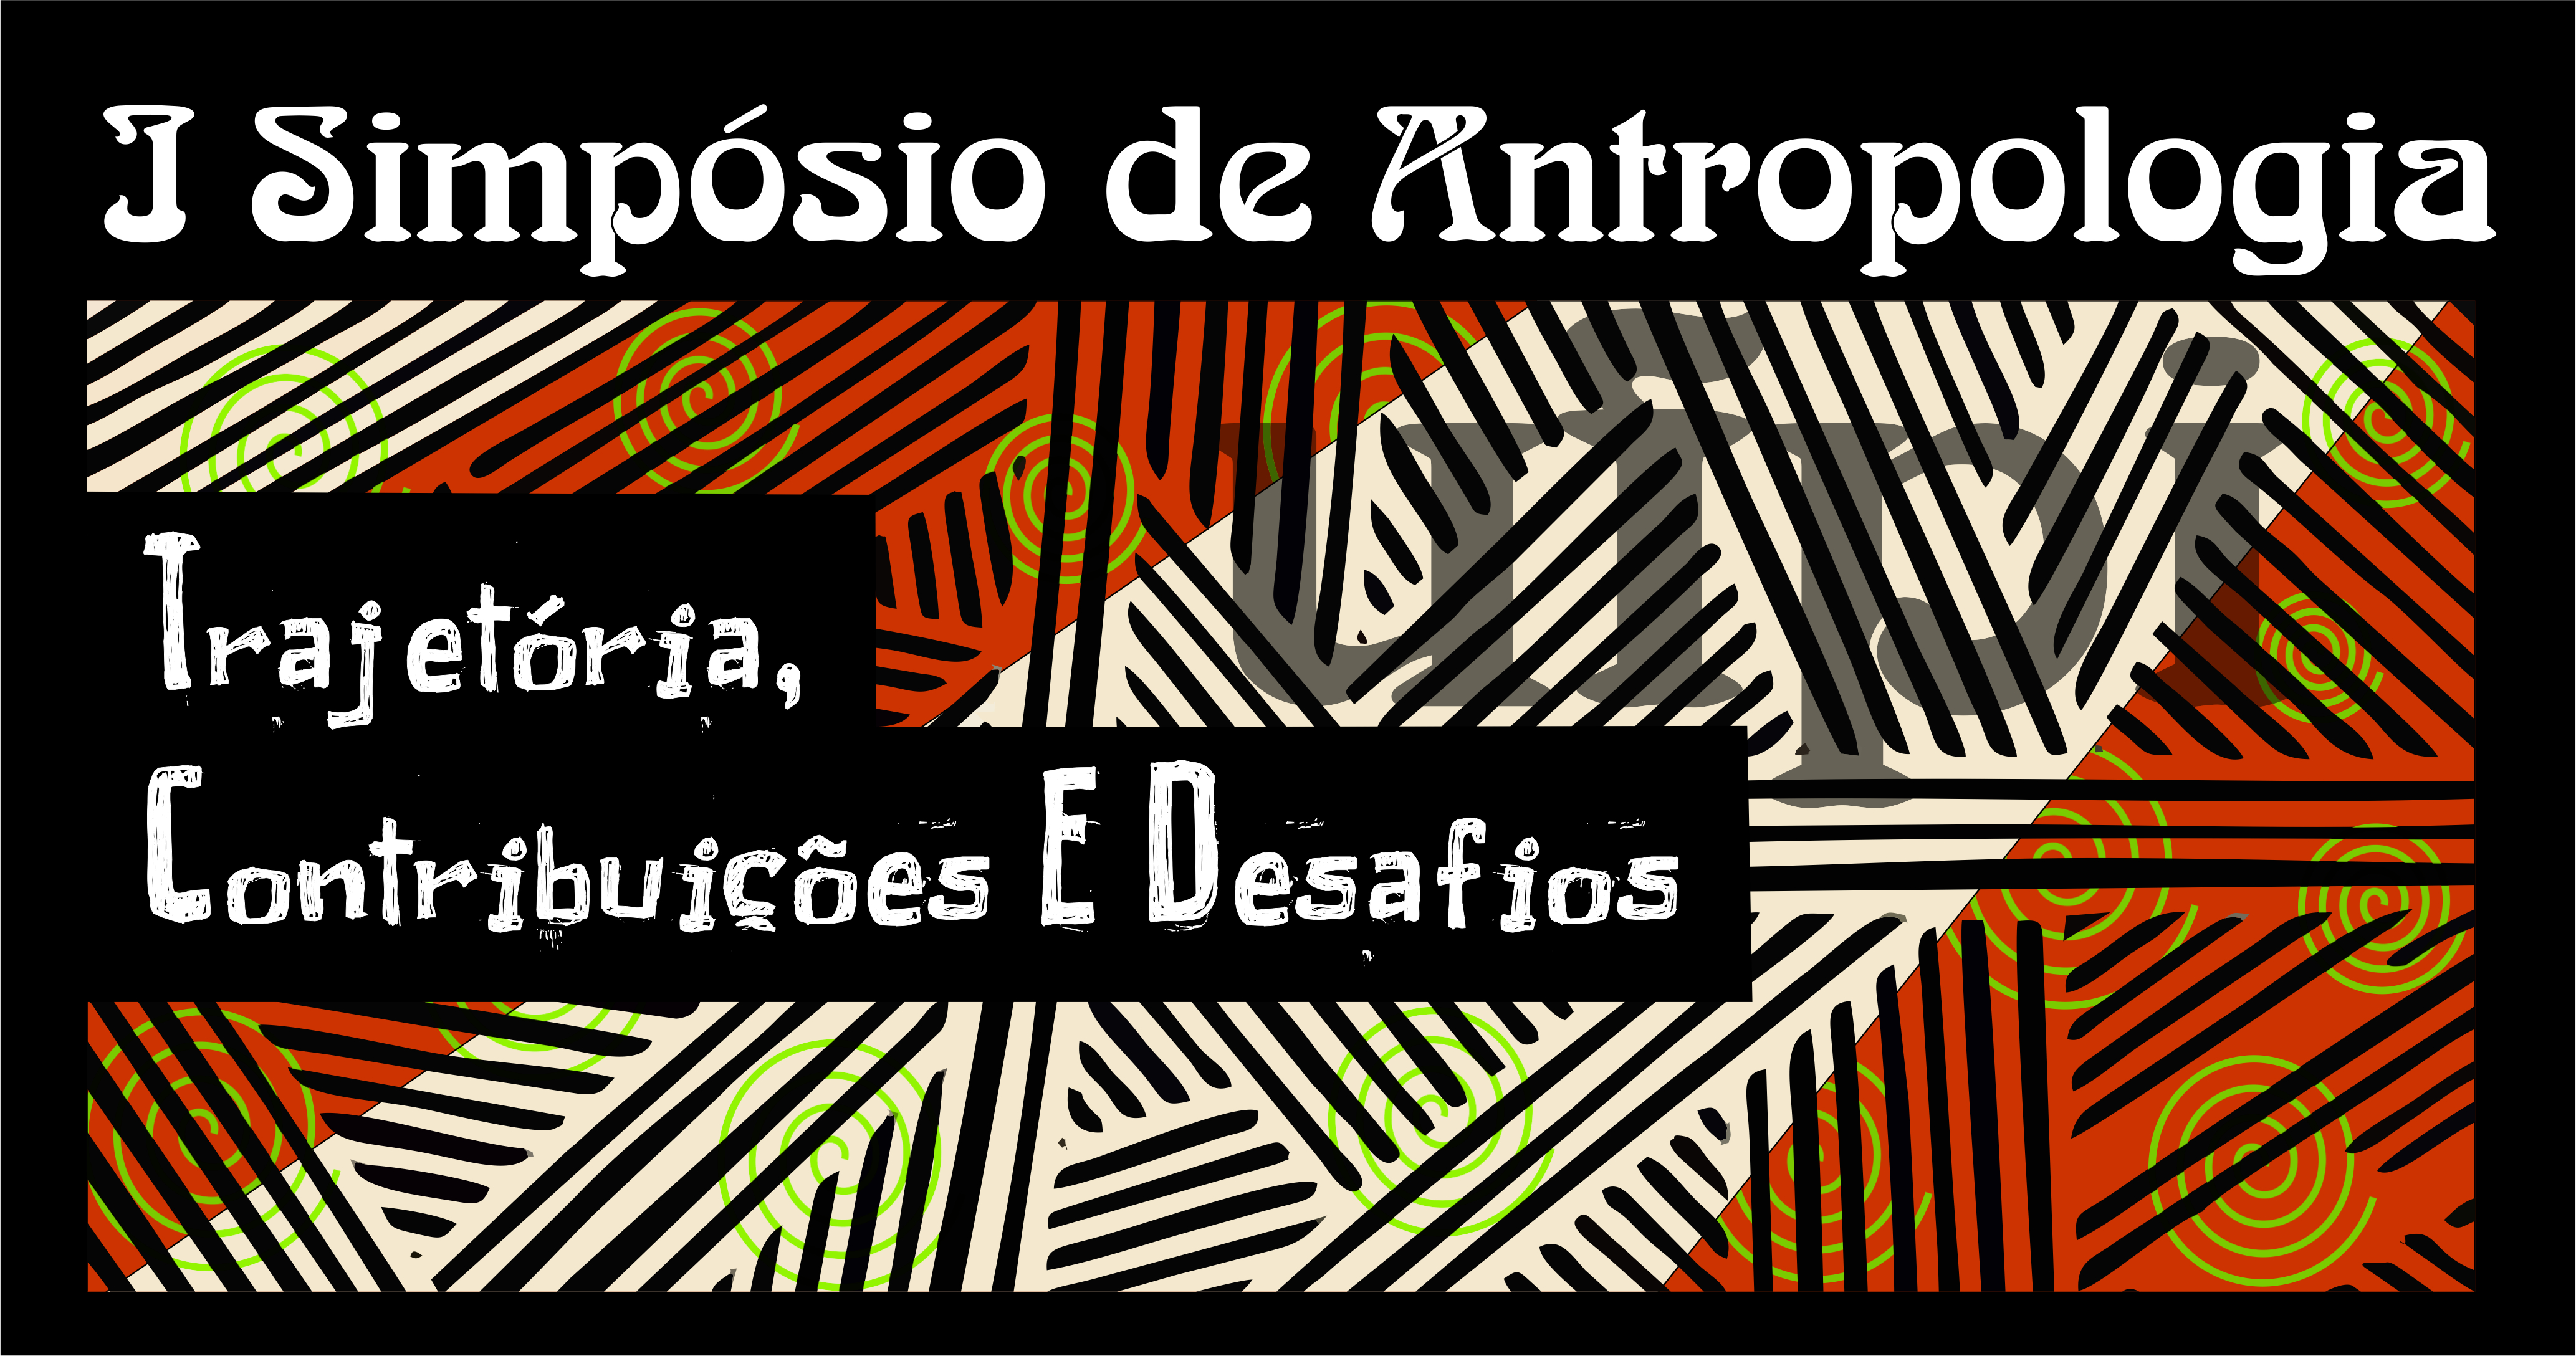 I Simpósio de Antropologia
Trajetória,
Contribuições E Desafios